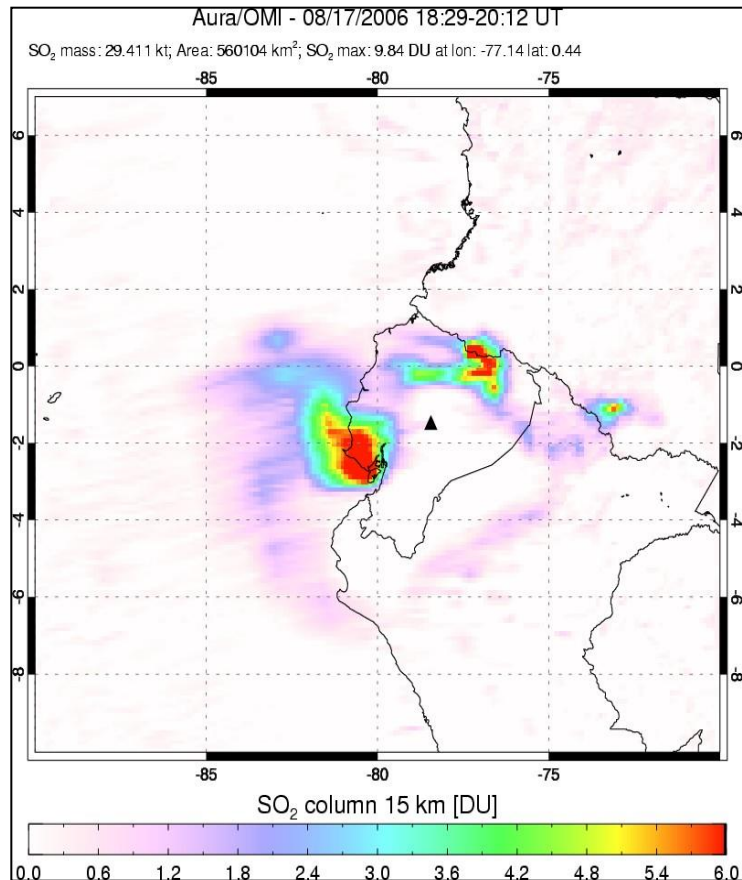 Aura/OMI - 08/17/2006 18:29-20:12 UT
SO₂ mass: 29.411 kt; Area: 560104 km²; SO₂ max: 9.84 DU at lon: -77.14 lat: 0.44
-85 -80 -75
6 6
4 4
2 2
0 0
-2 -2
-4 -4
-6 -6
-8 -8
-85 -80 -75
SO₂ column 15 km [DU]
0.0 0.6 1.2 1.8 2.4 3.0 3.6 4.2 4.8 5.4 6.0